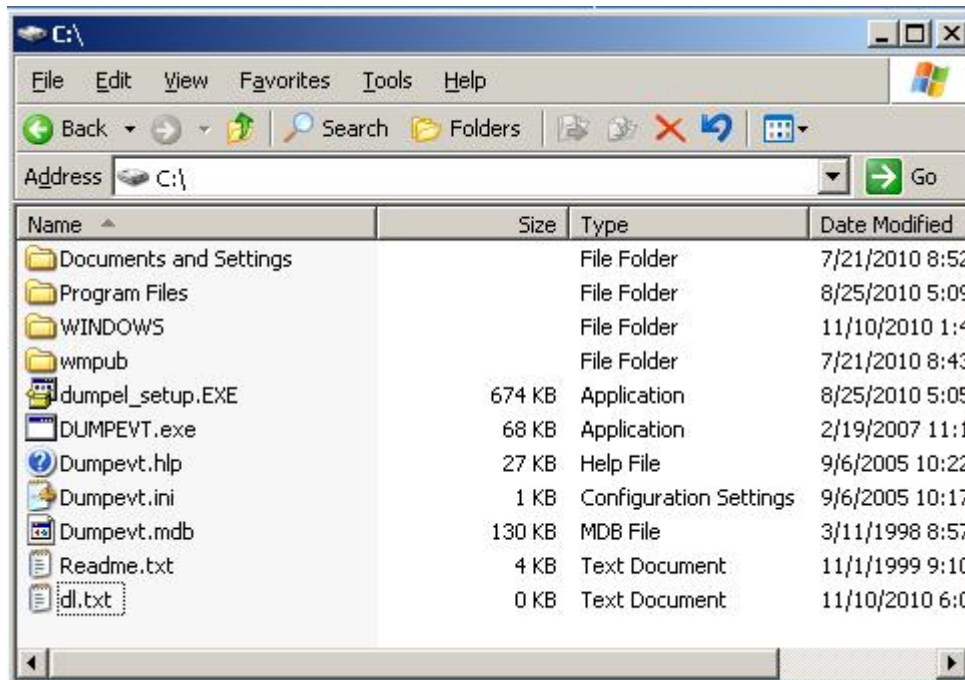 C:\
File Edit View Favorites Tools Help
Back Search Folders
Address C:\ Go
Name Size Type Date Modified
Documents and Settings File Folder 7/21/2010 8:52
Program Files File Folder 8/25/2010 5:09
WINDOWS File Folder 11/10/2010 1:4
wmpub File Folder 7/21/2010 8:43
dumpel_setup.EXE 674 KB Application 8/25/2010 5:05
DUMPEVT.exe 68 KB Application 2/19/2007 11:1
Dumpevt.hlp 27 KB Help File 9/6/2005 10:22
Dumpevt.ini 1 KB Configuration Settings 9/6/2005 10:17
Dumpevt.mdb 130 KB MDB File 3/11/1998 8:57
Readme.txt 4 KB Text Document 11/1/1999 9:10
dl.txt 0 KB Text Document 11/10/2010 6:0